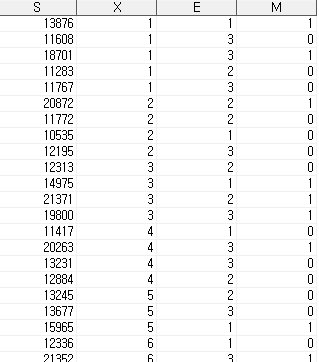 S X E M
13876 1 1 1
11608 1 3 0
18701 1 3 1
11283 1 2 0
11767 1 3 0
20872 2 2 1
11772 2 2 0
10535 2 1 0
12195 2 3 0
12313 3 2 0
14975 3 1 1
21371 3 2 1
19800 3 3 1
11417 4 1 0
20263 4 3 1
13231 4 3 0
12884 4 2 0
13245 5 2 0
13677 5 3 0
15965 5 1 1
12336 6 1 0
21352 6 3 1